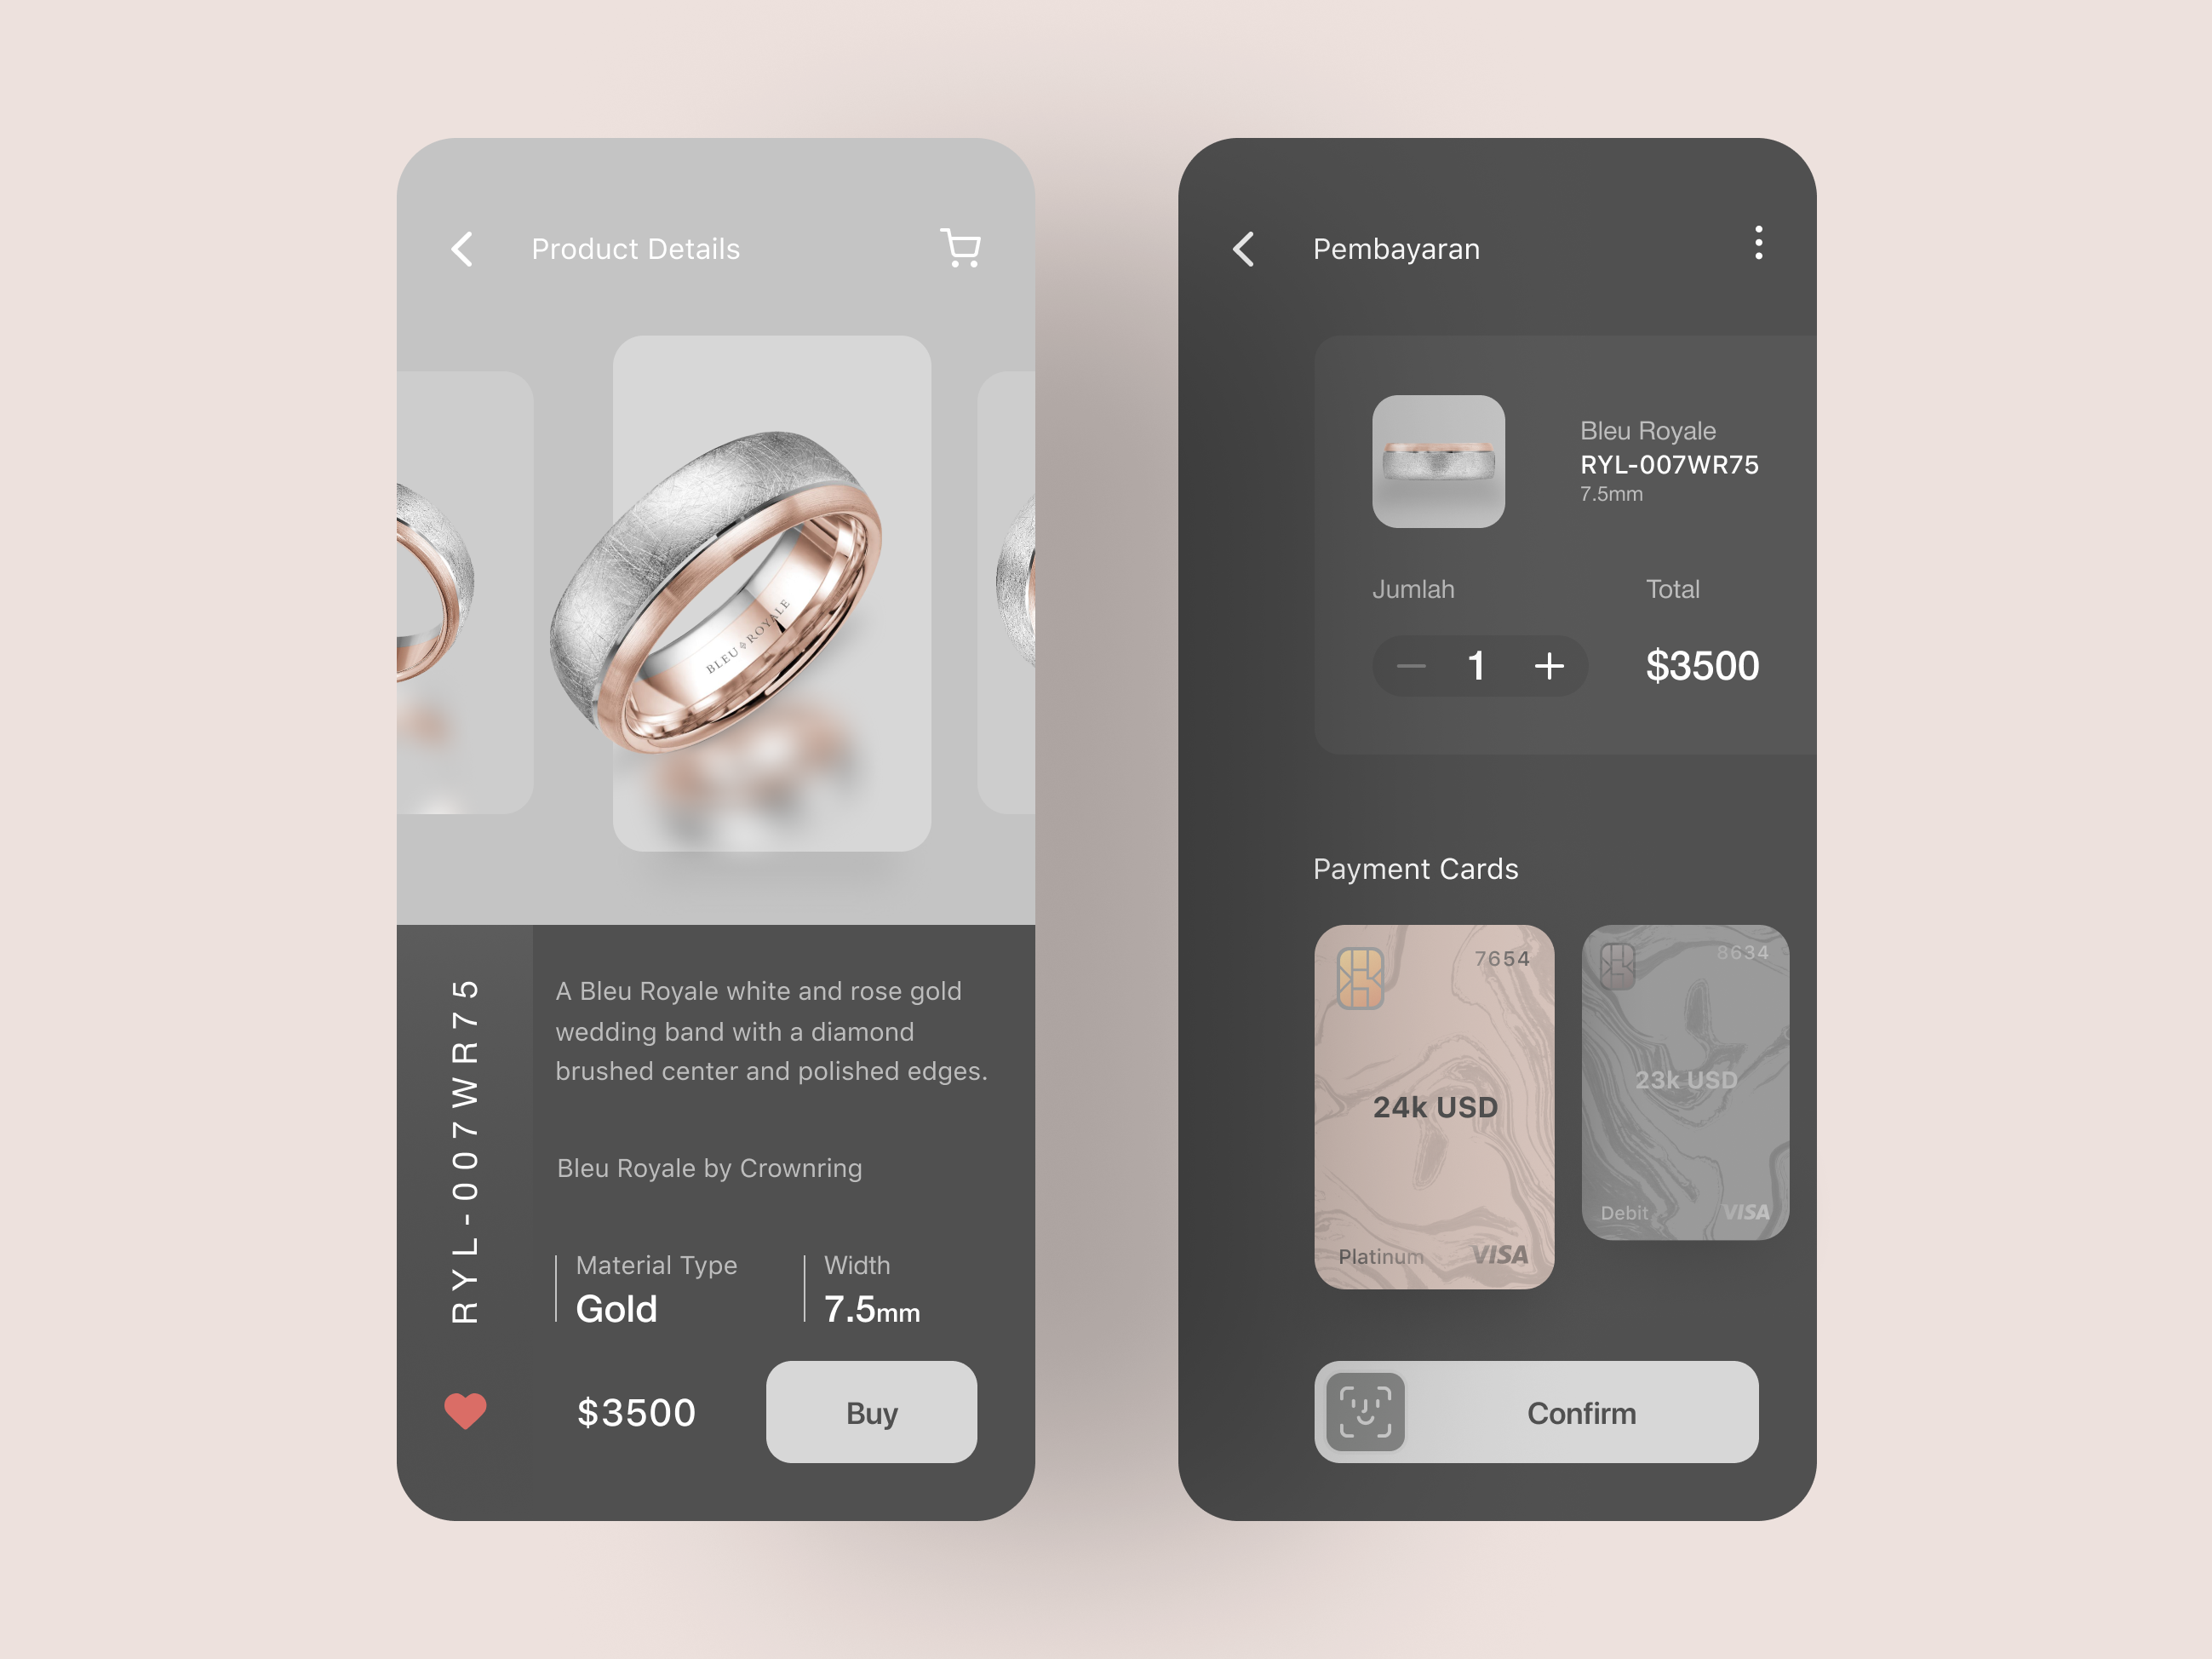 Product Details
BLEU ROYALE
RYL-007WR75
A Bleu Royale white and rose gold
wedding band with a diamond
brushed center and polished edges.
Bleu Royale by Crownring
Material Type
Gold
Width
7.5mm
$3500
Buy
Pembayaran
Bleu Royale
RYL-007WR75
7.5mm
Jumlah
Total
1
$3500
Payment Cards
7654
24k USD
Platinum
VISA
8634
23k USD
Debit
VISA
Confirm